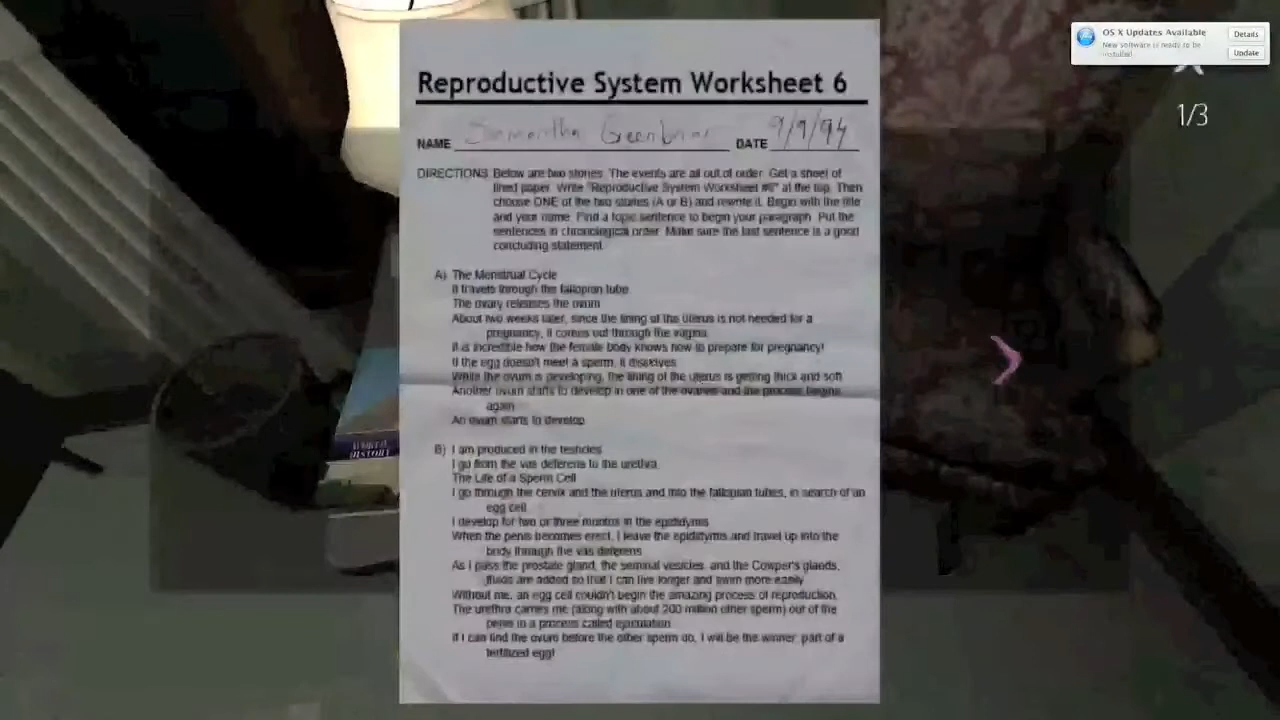 OS X Updates Available
New software is ready to be
installed.
Details
Update
1/3
Reproductive System Worksheet 6
NAME Samantha Greenbriar DATE 9/9/94
DIRECTIONS: Below are two stories. The events are all out of order. Get a sheet of
lined paper. Write "Reproductive System Worksheet #6" at the top. Then
choose ONE of the two stories (A or B) and rewrite it. Begin with the title
and your name. Find a topic sentence to begin your paragraph. Put the
sentences in chronological order. Make sure the last sentence is a good
concluding statement.
A) The Menstrual Cycle
It travels through the fallopian tube.
The ovary releases the ovum.
About two weeks later, since the lining of the uterus is not needed for a
pregnancy, it comes out through the vagina.
It is incredible how the female body knows how to prepare for pregnancy!
If the egg doesn't meet a sperm, it dissolves.
While the ovum is developing, the lining of the uterus is getting thick and soft.
Another ovum starts to develop in one of the ovaries and the process begins
again.
An ovum starts to develop.
B) I am produced in the testicles.
I go from the vas deferens to the urethra.
The Life of a Sperm Cell
I go through the cervix and the uterus and into the fallopian tubes, in search of an
egg cell.
I develop for two or three months in the epididymis.
When the penis becomes erect, I leave the epididymis and travel up into the
body through the vas deferens.
As I pass the prostate gland, the seminal vesicles, and the Cowper's glands,
fluids are added so that I can live longer and swim more easily.
Without me, an egg cell couldn't begin the amazing process of reproduction.
The urethra carries me (along with about 200 million other sperm) out of the
penis in a process called ejaculation.
If I can find the ovum before the other sperm do, I will be the winner: part of a
fertilized egg!
WORLD
HISTORY